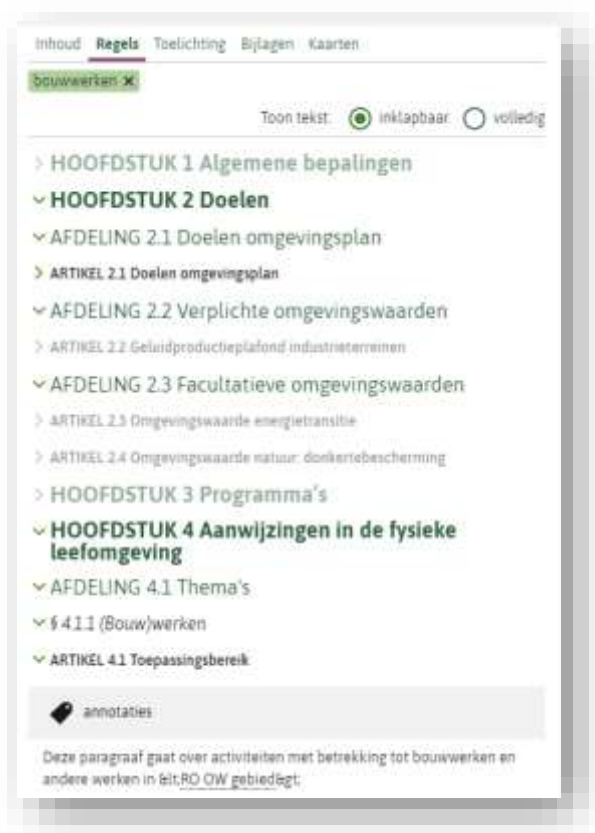 Inhoud Regels Toelichting Bijlagen Kaarten
bouwwerken ×
Toon tekst: inklapbaar volledig
> HOOFDSTUK 1 Algemene bepalingen
HOOFDSTUK 2 Doelen
AFDELING 2.1 Doelen omgevingsplan
> ARTIKEL 2.1 Doelen omgevingsplan
AFDELING 2.2 Verplichte omgevingswaarden
> ARTIKEL 2.2 Geluidproductieplafond industrieterreinen
AFDELING 2.3 Facultatieve omgevingswaarden
> ARTIKEL 2.3 Omgevingswaarde energietransitie
> ARTIKEL 2.4 Omgevingswaarde natuur: donkertebescherming
> HOOFDSTUK 3 Programma's
HOOFDSTUK 4 Aanwijzingen in de fysieke
leefomgeving
AFDELING 4.1 Thema's
§ 4.1.1 (Bouw)werken
ARTIKEL 4.1 Toepassingsbereik
annotaties
Deze paragraaf gaat over activiteiten met betrekking tot bouwwerken en
andere werken in &lt;RO OW gebied&gt;